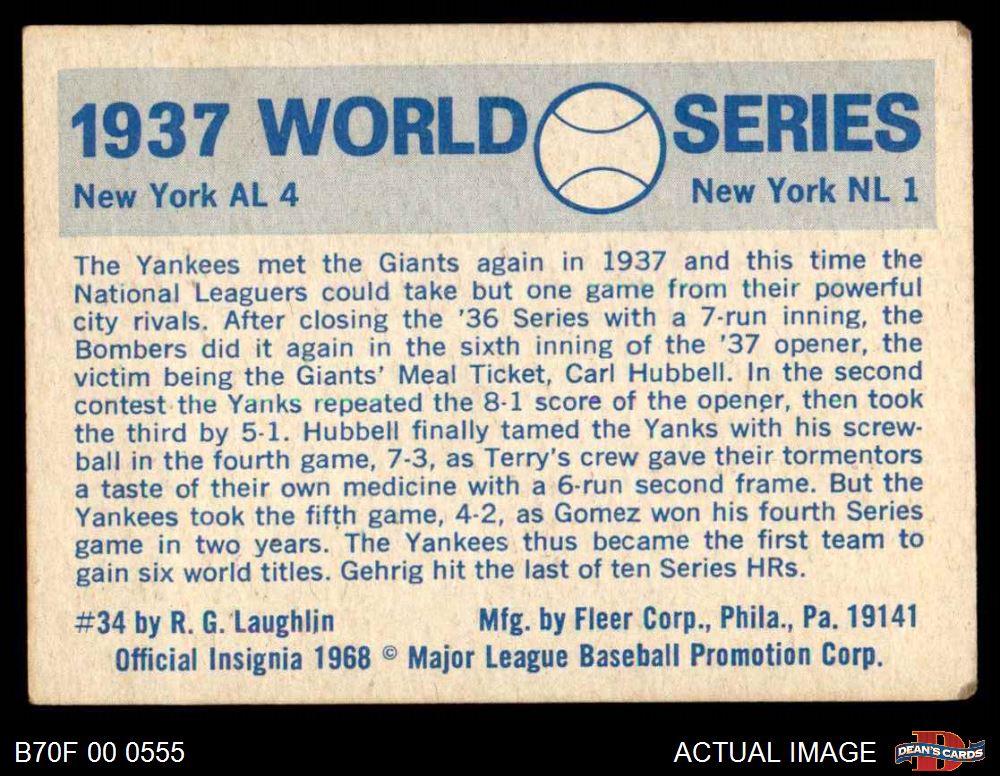 1937 WORLD SERIES
New York AL 4 New York NL 1
The Yankees met the Giants again in 1937 and this time the
National Leaguers could take but one game from their powerful
city rivals. After closing the '36 Series with a 7-run inning, the
Bombers did it again in the sixth inning of the '37 opener, the
victim being the Giants' Meal Ticket, Carl Hubbell. In the second
contest the Yanks repeated the 8-1 score of the opener, then took
the third by 5-1. Hubbell finally tamed the Yanks with his screw-
ball in the fourth game, 7-3, as Terry's crew gave their tormentors
a taste of their own medicine with a 6-run second frame. But the
Yankees took the fifth game, 4-2, as Gomez won his fourth Series
game in two years. The Yankees thus became the first team to
gain six world titles. Gehrig hit the last of ten Series HRs.
#34 by R. G. Laughlin Mfg. by Fleer Corp., Phila., Pa. 19141
Official Insignia 1968 © Major League Baseball Promotion Corp.
B70F 00 0555 ACTUAL IMAGE D DEAN'S CARDS